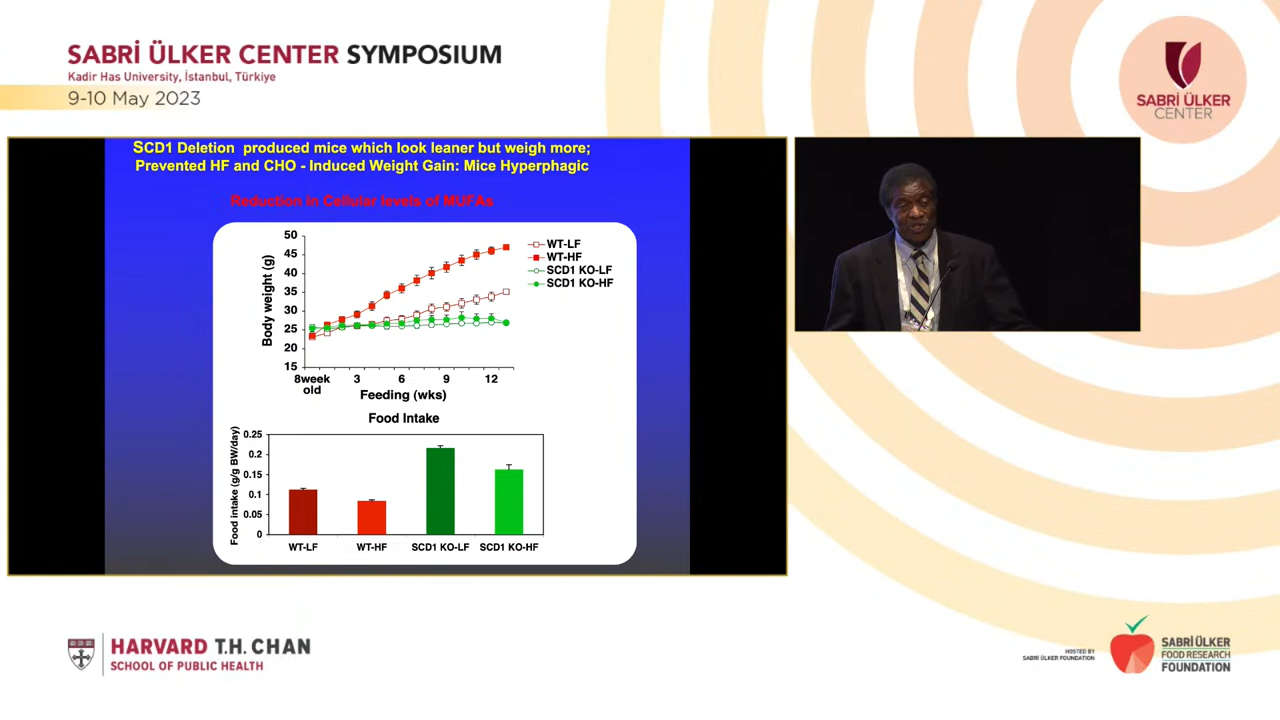 SABRİ ÜLKER CENTER SYMPOSIUM
Kadir Has University, İstanbul, Türkiye
9-10 May 2023
SABRİ ÜLKER
CENTER
SCD1 Deletion produced mice which look leaner but weigh more;
Prevented HF and CHO - Induced Weight Gain: Mice Hyperphagic
Reduction in Cellular levels of MUFAs
50
45
40
35
30
25
20
15
Body weight (g)
WT-LF
WT-HF
SCD1 KO-LF
SCD1 KO-HF
8week
old
3
6
9
12
Feeding (wks)
Food Intake
Food intake (g/g BW/day)
0.25
0.2
0.15
0.1
0.05
0
WT-LF
WT-HF
SCD1 KO-LF
SCD1 KO-HF
HARVARD T.H. CHAN
SCHOOL OF PUBLIC HEALTH
HOSTED BY
SABRI ÜLKER FOUNDATION
SABRİ ÜLKER
FOOD RESEARCH
FOUNDATION